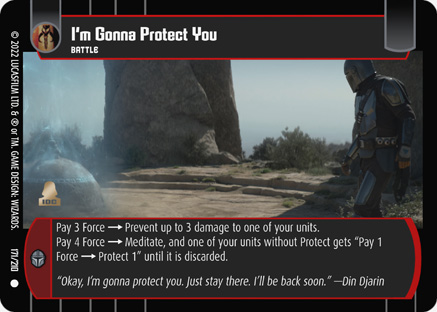 I'm Gonna Protect You
BATTLE
© 2022 LUCASFILM LTD. & ® or TM. GAME DESIGN: WIZARDS.
IDC
Pay 3 Force → Prevent up to 3 damage to one of your units.
Pay 4 Force → Meditate, and one of your units without Protect gets “Pay 1
Force → Protect 1” until it is discarded.
“Okay, I'm gonna protect you. Just stay there. I'll be back soon.” —Din Djarin
171/210